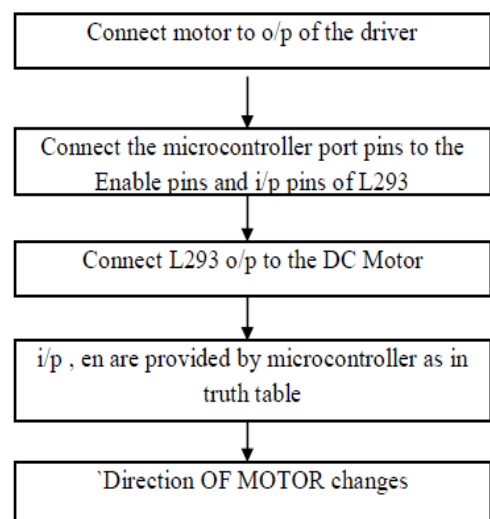 Connect motor to o/p of the driver
Connect the microcontroller port pins to the
Enable pins and i/p pins of L293
Connect L293 o/p to the DC Motor
i/p , en are provided by microcontroller as in
truth table
`Direction OF MOTOR changes